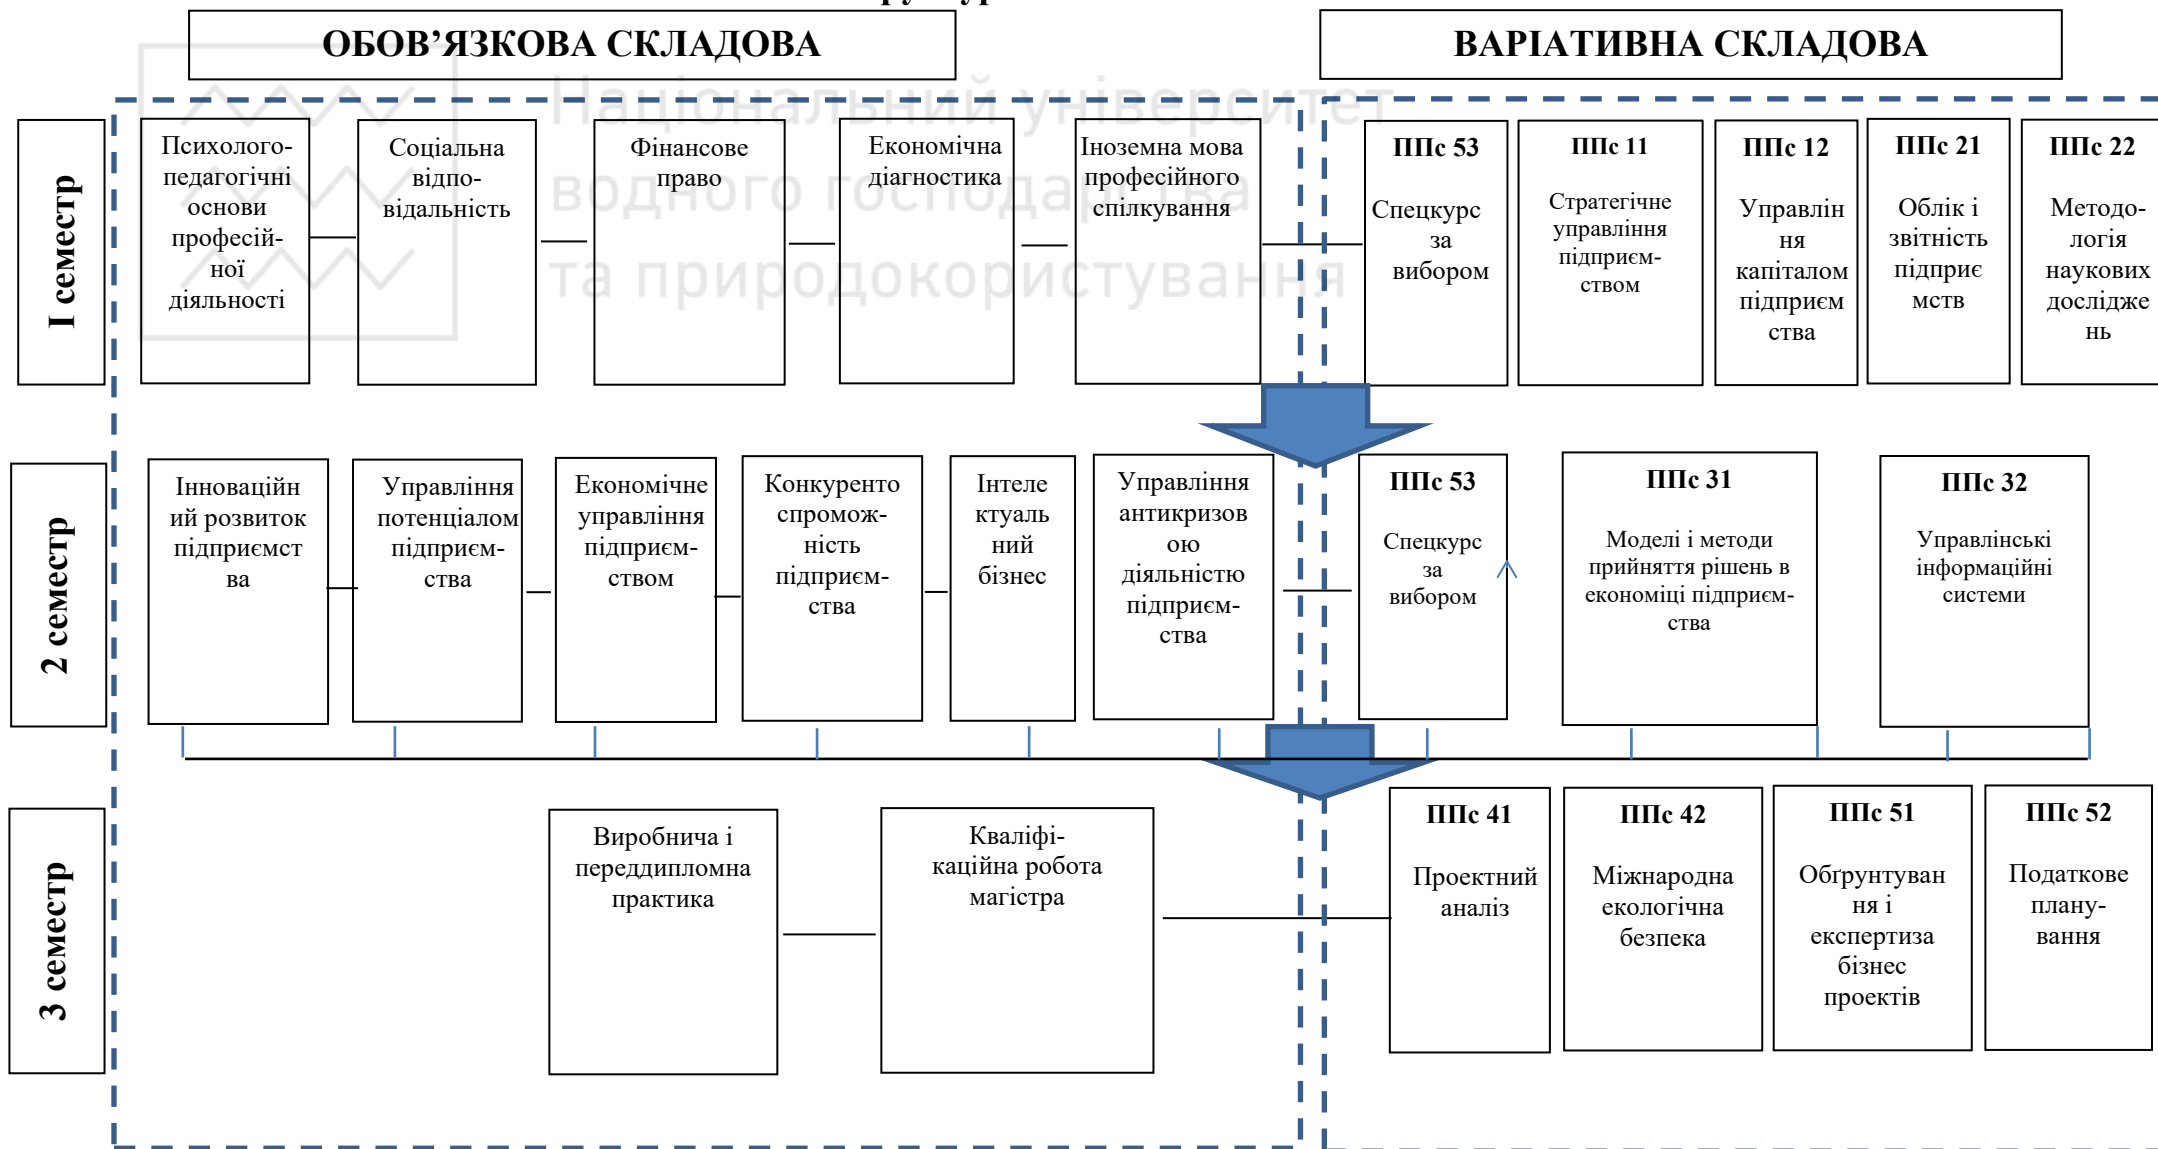 ОБОВ’ЯЗКОВА СКЛАДОВА
ВАРІАТИВНА СКЛАДОВА
Національний університет
водного господарства
та природокористування
І семестр
Психолого-
педагогічні
основи
професій-
ної
діяльності
Соціальна
відпо-
відальність
Фінансове
право
Економічна
діагностика
Іноземна мова
професійного
спілкування
ППс 53
Спецкурс
за
вибором
ППс 11
Стратегічне
управління
підприєм-
ством
ППс 12
Управлін
ня
капіталом
підприєм
ства
ППс 21
Облік і
звітність
підприє
мств
ППс 22
Методо-
логія
наукових
дослідже
нь
2 семестр
Інноваційн
ий розвиток
підприємст
ва
Управління
потенціалом
підприєм-
ства
Економічне
управління
підприєм-
ством
Конкуренто
спромож-
ність
підприєм-
ства
Інтеле
ктуаль
ний
бізнес
Управління
антикризов
ою
діяльністю
підприєм-
ства
ППс 53
Спецкурс
за
вибором
ППс 31
Моделі і методи
прийняття рішень в
економіці підприєм-
ства
ППс 32
Управлінські
інформаційні
системи
3 семестр
Виробнича і
переддипломна
практика
Кваліфі-
каційна робота
магістра
ППс 41
Проектний
аналіз
ППс 42
Міжнародна
екологічна
безпека
ППс 51
Обґрунтуван
ня і
експертиза
бізнес
проектів
ППс 52
Податкове
плану-
вання